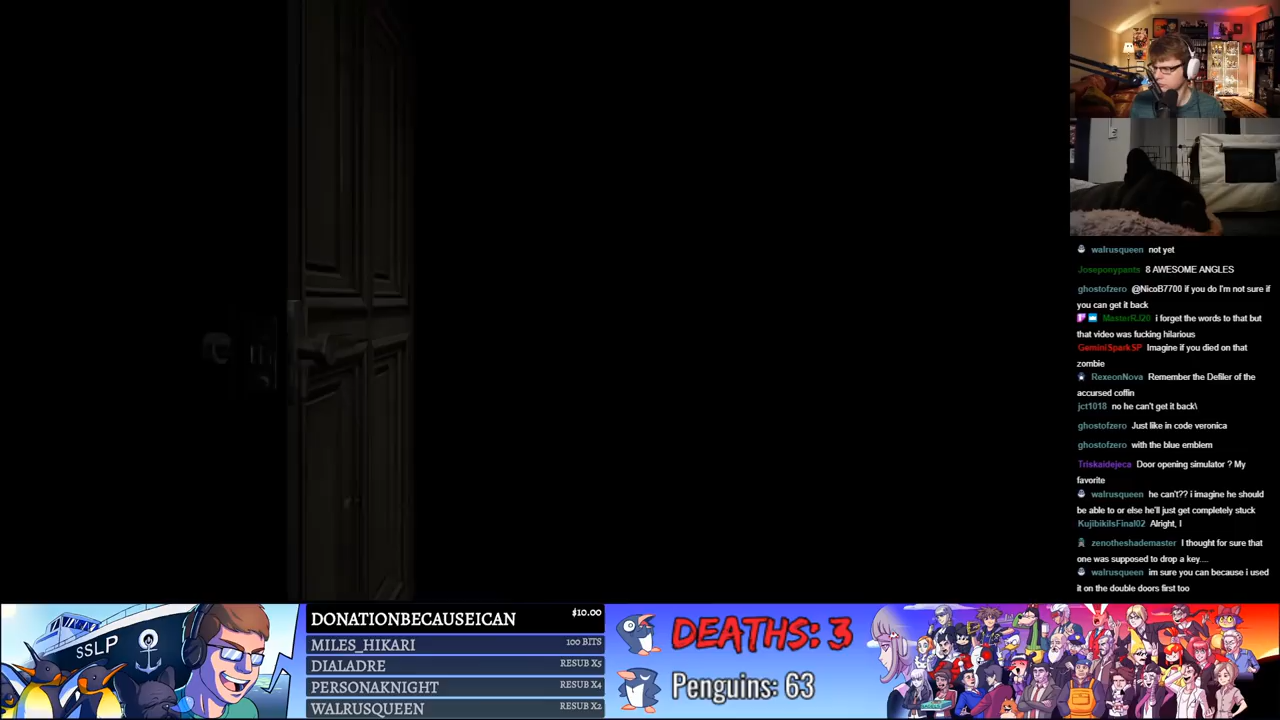 walrusqueen not yet
Joseponypants 8 AWESOME ANGLES
ghostofzero @NicoB7700 if you do I'm not sure if
you can get it back
MasterRJ20 i forget the words to that but
that video was fucking hilarious
GeminiSparkSP Imagine if you died on that
zombie
RexeonNova Remember the Defiler of the
accursed coffin
jct1018 no he can't get it back\
ghostofzero Just like in code veronica
ghostofzero with the blue emblem
Triskaidejeca Door opening simulator ? My
favorite
walrusqueen he can't?? i imagine he should
be able to or else he'll just get completely stuck
KujibikiIsFinal02 Alright, I
zenotheshademaster I thought for sure that
one was supposed to drop a key....
walrusqueen im sure you can because i used
it on the double doors first too
SSLP
DONATIONBECAUSEICAN $10.00
MILES_HIKARI 100 BITS
DIALADRE RESUB X5
PERSONAKNIGHT RESUB X4
WALRUSQUEEN RESUB X2
DEATHS: 3
Penguins: 63